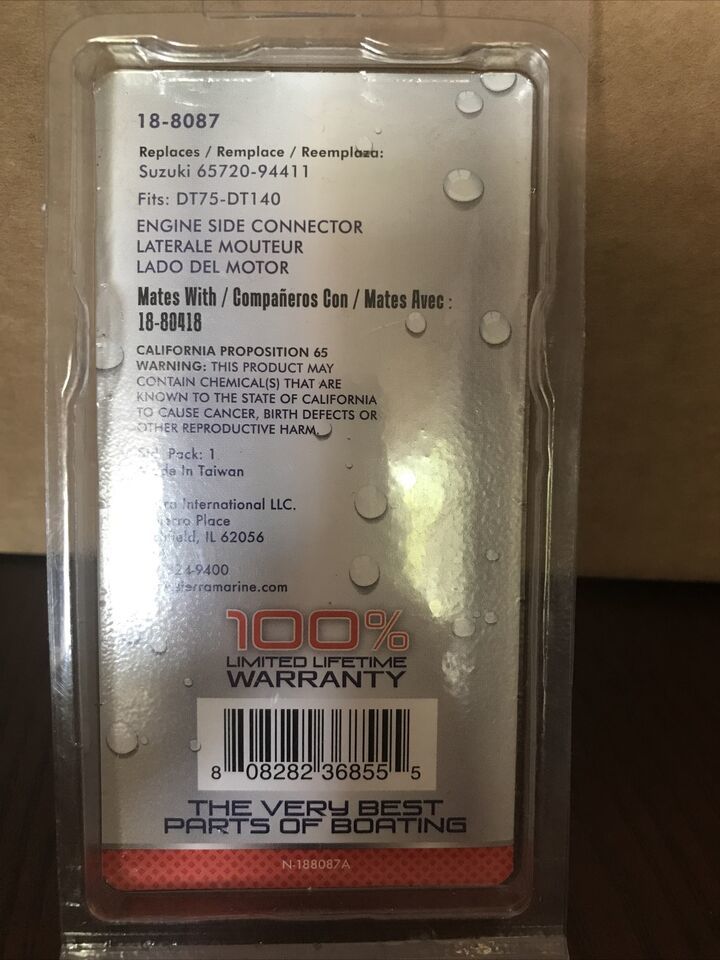 18-8087
Replaces / Remplace / Reemplaza:
Suzuki 65720-94411
Fits: DT75-DT140
ENGINE SIDE CONNECTOR
LATERALE MOUTEUR
LADO DEL MOTOR
Mates With / Compañeros Con / Mates Avec :
18-80418
CALIFORNIA PROPOSITION 65
WARNING: THIS PRODUCT MAY
CONTAIN CHEMICAL(S) THAT ARE
KNOWN TO THE STATE OF CALIFORNIA
TO CAUSE CANCER, BIRTH DEFECTS OR
OTHER REPRODUCTIVE HARM.
Pack: 1
In Taiwan
International LLC.
Place
IL 62056
100%
LIMITED LIFETIME
WARRANTY
8 08282 36855 5
THE VERY BEST
PARTS OF BOATING
N-188087A